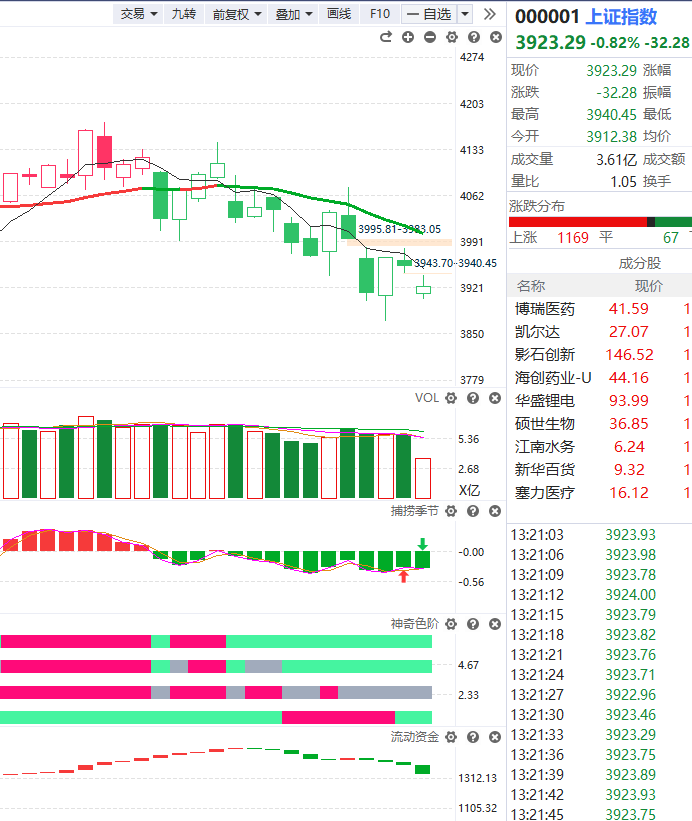 交易 九转 前复权 叠加 画线 F10 一自选
4274
4203
4133
4062
3995.81-3983.05
3991
3943.70-3940.45
3921
3850
3779
VOL
5.36
2.68
X亿
捕捞季节
-0.00
-0.56
神奇色阶
4.67
2.33
流动资金
1312.13
1105.32
000001 上证指数
3923.29 -0.82% -32.28
现价 3923.29 涨幅
涨跌 -32.28 振幅
最高 3940.45 最低
今开 3912.38 均价
成交量 3.61亿 成交额
量比 1.05 换手
涨跌分布
上涨 1169 平 67
成分股
名称 现价
博瑞医药 41.59 1
凯尔达 27.07 1
影石创新 146.52 1
海创药业-U 44.16 1
华盛锂电 93.99 1
硕世生物 36.85 1
江南水务 6.24 1
新华百货 9.32 1
塞力医疗 16.12 1
13:21:03 3923.93
13:21:06 3923.98
13:21:09 3923.78
13:21:12 3924.00
13:21:15 3923.79
13:21:18 3923.82
13:21:21 3923.76
13:21:24 3923.71
13:21:27 3922.96
13:21:30 3923.46
13:21:33 3923.29
13:21:36 3923.75
13:21:39 3923.89
13:21:42 3923.93
13:21:45 3923.75